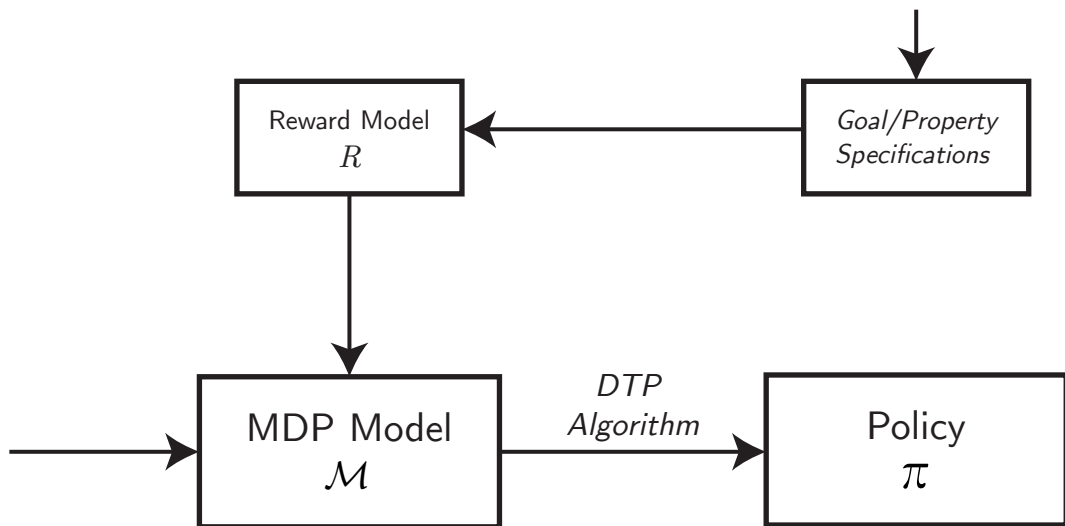 Reward Model
R
Goal/Property
Specifications
MDP Model
ℳ
DTP
Algorithm
Policy
π